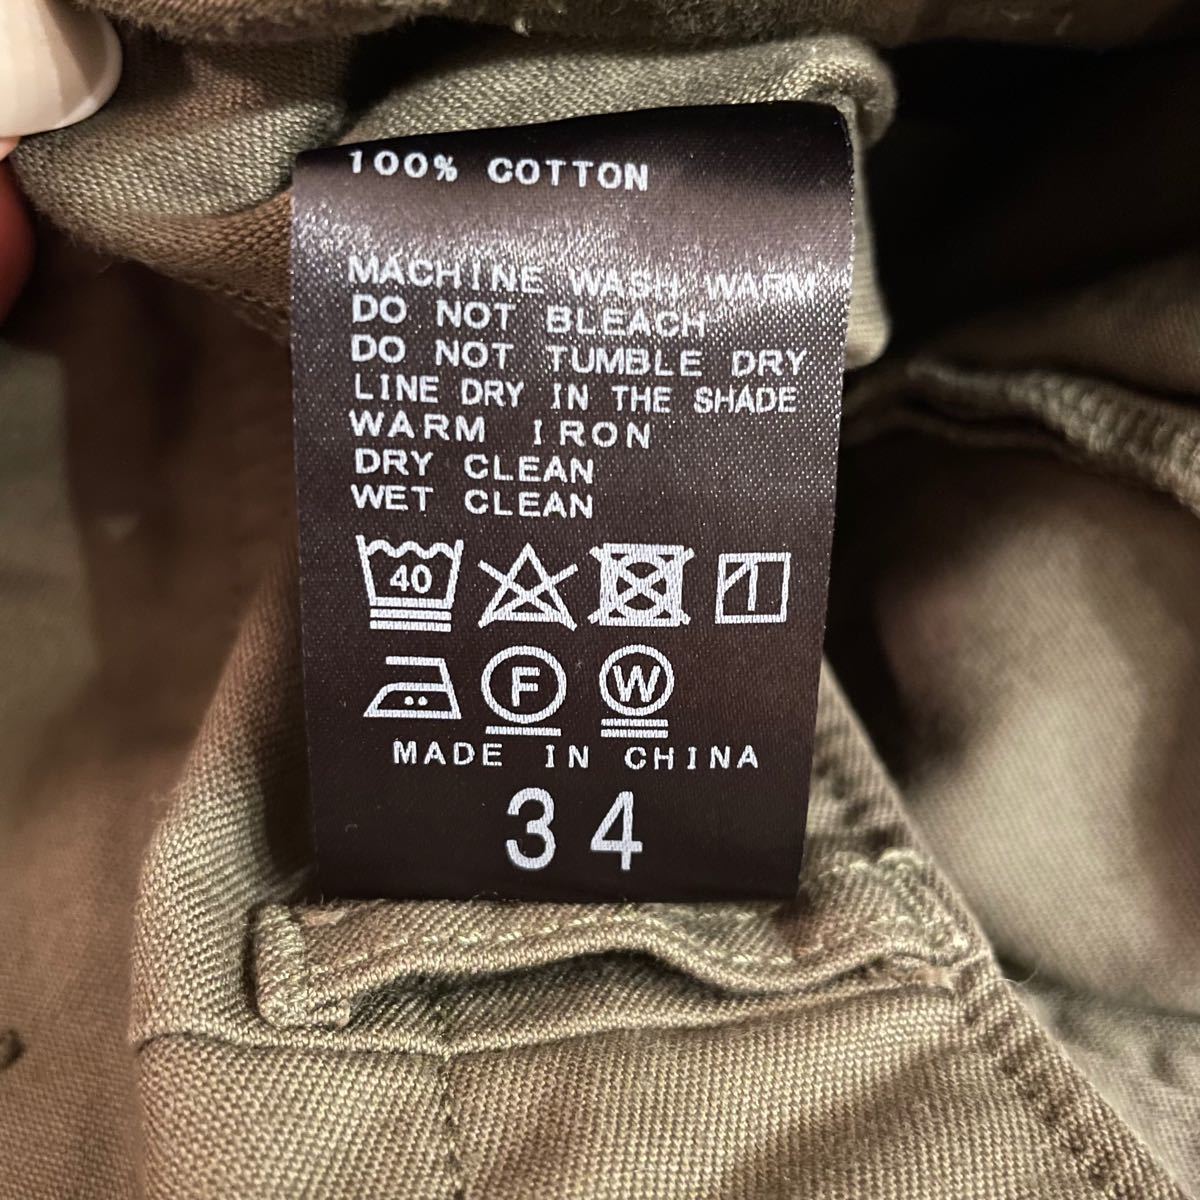 100% COTTON
MACHINE WASH WARM
DO NOT BLEACH
DO NOT TUMBLE DRY
LINE DRY IN THE SHADE
WARM IRON
DRY CLEAN
WET CLEAN
40
F W
MADE IN CHINA
34